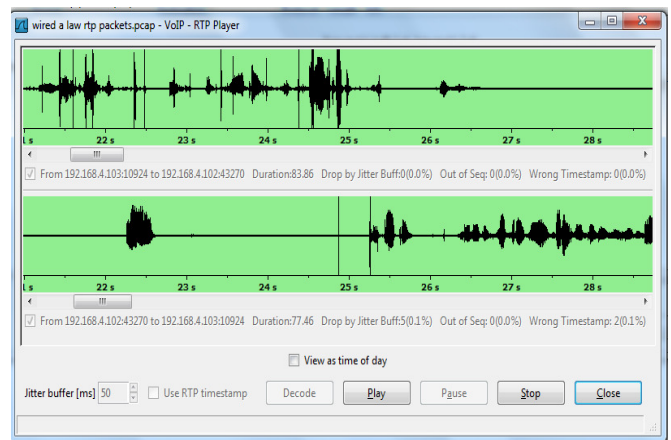 wired a law rtp packets.pcap - VoIP - RTP Player
22 s 23 s 24 s 25 s 26 s 27 s 28 s
From 192.168.4.103:10924 to 192.168.4.102:43270 Duration:83.86 Drop by Jitter Buff:0(0.0%) Out of Seq: 0(0.0%) Wrong Timestamp: 0(0.0%)
22 s 23 s 24 s 25 s 26 s 27 s 28 s
From 192.168.4.102:43270 to 192.168.4.103:10924 Duration:77.46 Drop by Jitter Buff:5(0.1%) Out of Seq: 0(0.0%) Wrong Timestamp: 2(0.1%)
View as time of day
Jitter buffer [ms] 50 Use RTP timestamp Decode Play Pause Stop Close